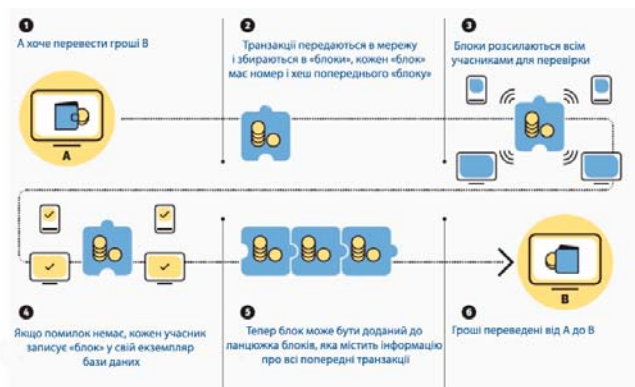 1
А хоче перевести гроші В
А
2
Транзакції передаються в мережу
і збираються в «блоки», кожен «блок»
має номер і хеш попереднього «блоку»
3
Блоки розсилаються всім
учасниками для перевірки
4
Якщо помилок немає, кожен учасник
записує «блок» у свій екземпляр
бази даних
5
Тепер блок може бути доданий до
ланцюжка блоків, яка містить інформацію
про всі попередні транзакції
В
6
Гроші переведені від А до В